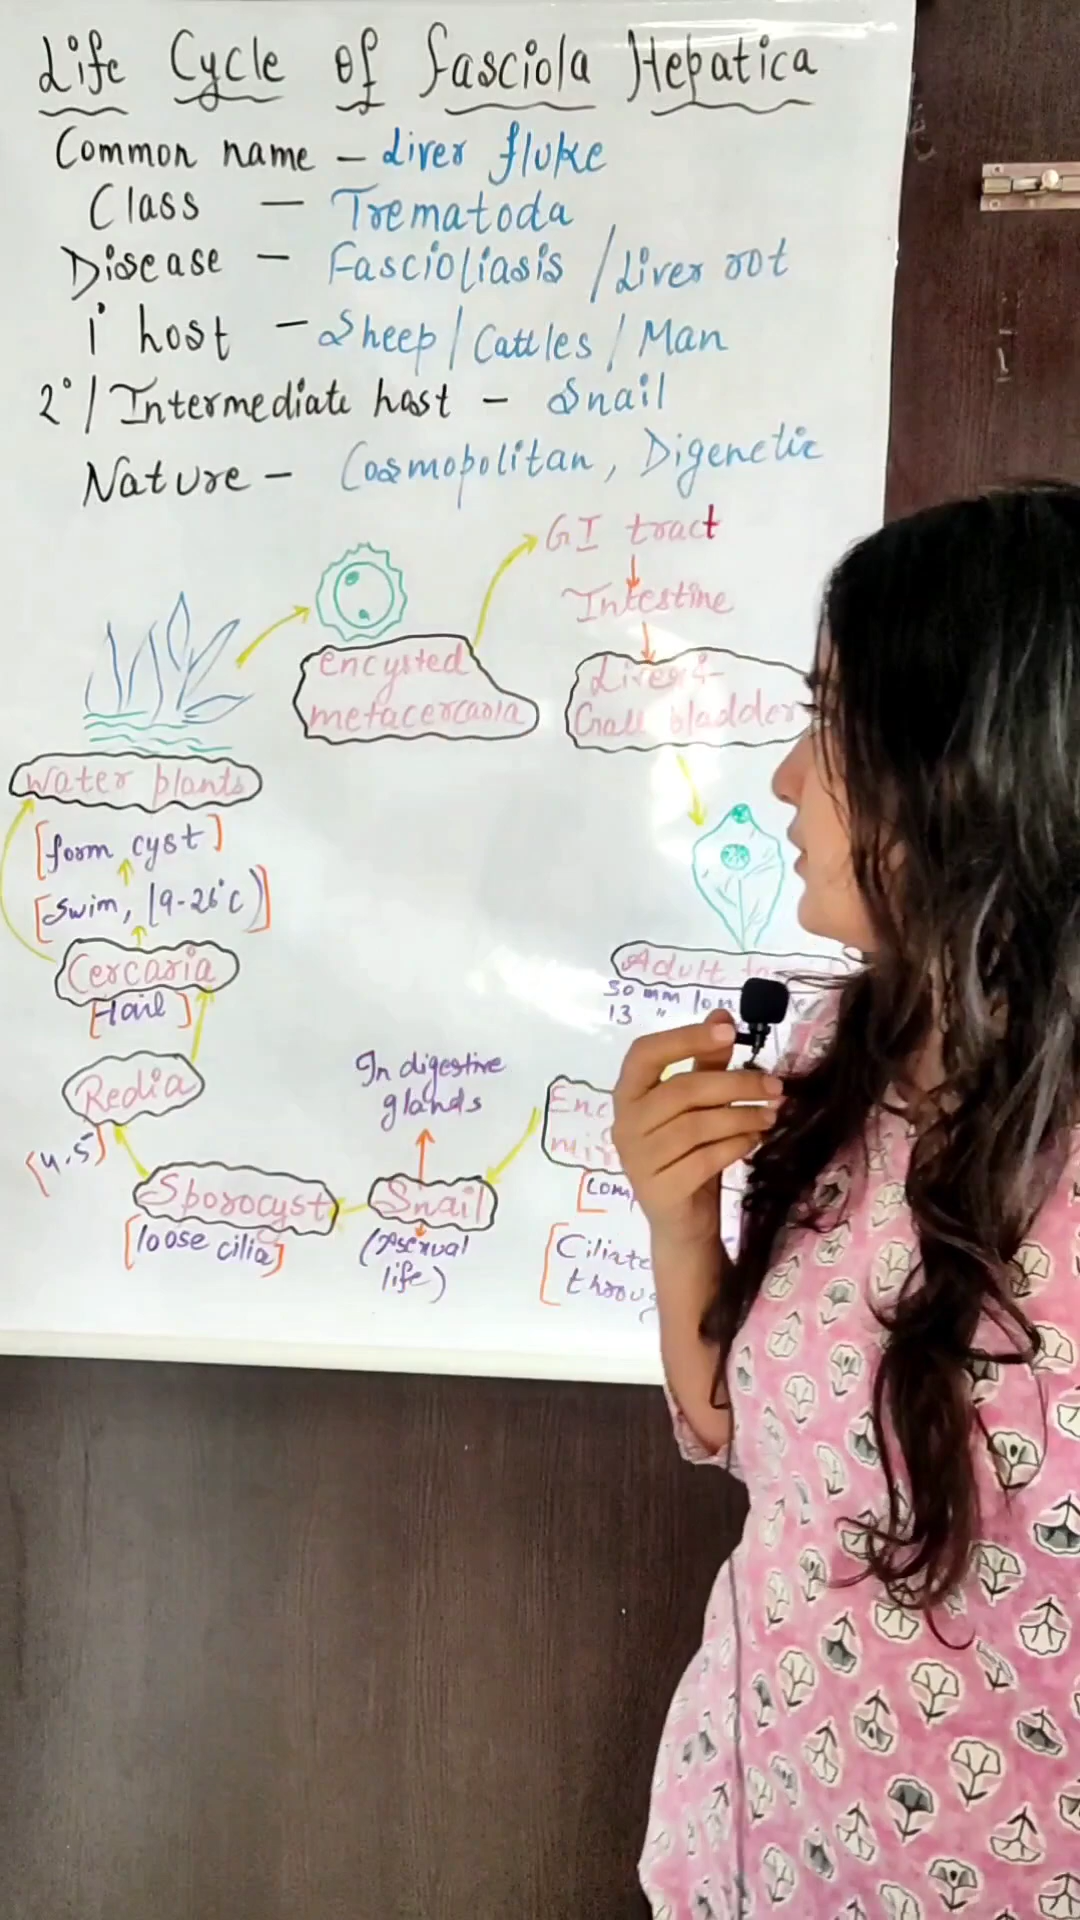 Life Cycle Of Fasciola Hepatica
Common name - Liver fluke
Class - Trematoda
Disease - Fascioliasis / Liver rot
1° host - Sheep / Cattles / Man
2° / Intermediate host - Snail
Nature - Cosmopolitan, Digenetic
GI tract
Intestine
Liver &
Gall bladder
encysted
metacercaria
Water plants
[form cyst]
[Swim, (9-26°C)]
Cercaria
[tail]
Redia
[4,5]
Sporocyst
[loose cilia]
In digestive
glands
Snail
(Asexual
life)
Adult
50 mm long
13 "
Ciliated
through